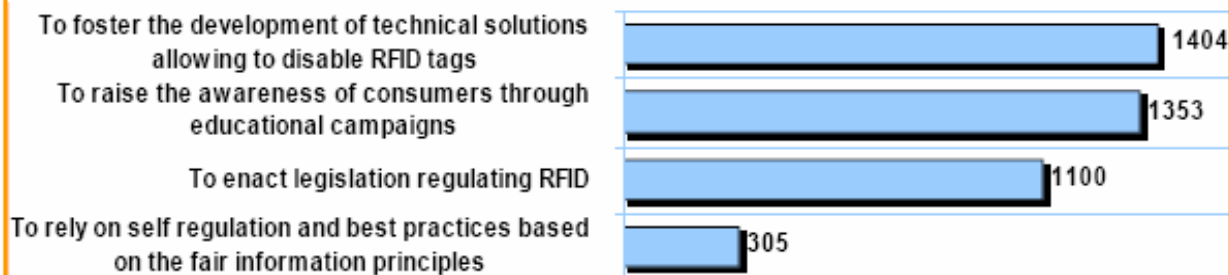 To foster the development of technical solutions
allowing to disable RFID tags
1404
To raise the awareness of consumers through
educational campaigns
1353
To enact legislation regulating RFID
1100
To rely on self regulation and best practices based
on the fair information principles
305